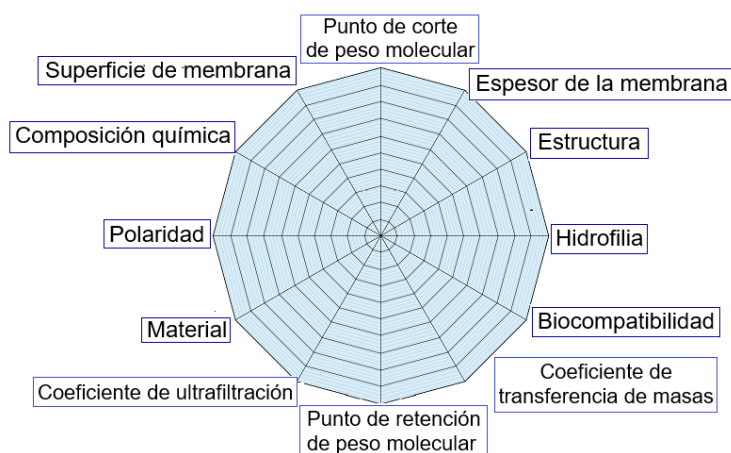 Punto de corte
de peso molecular
Superficie de membrana
Espesor de la membrana
Composición química
Estructura
Polaridad
Hidrofilia
Material
Biocompatibilidad
Coeficiente de ultrafiltración
Coeficiente de
transferencia de masas
Punto de retención
de peso molecular